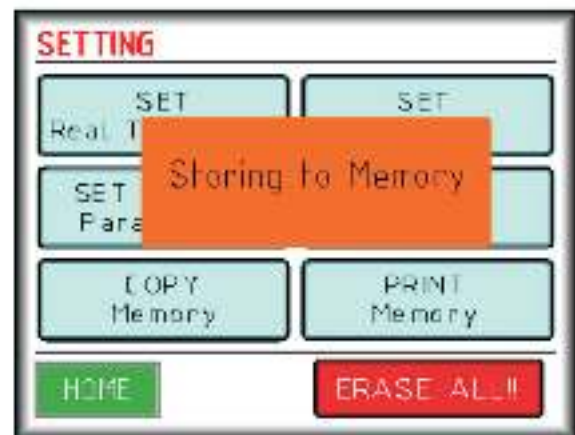 SETTING
SET SET
Real T
Storing to Memory
SET
Para
COPY PRINT
Memory Memory
HOME ERASE ALL!!